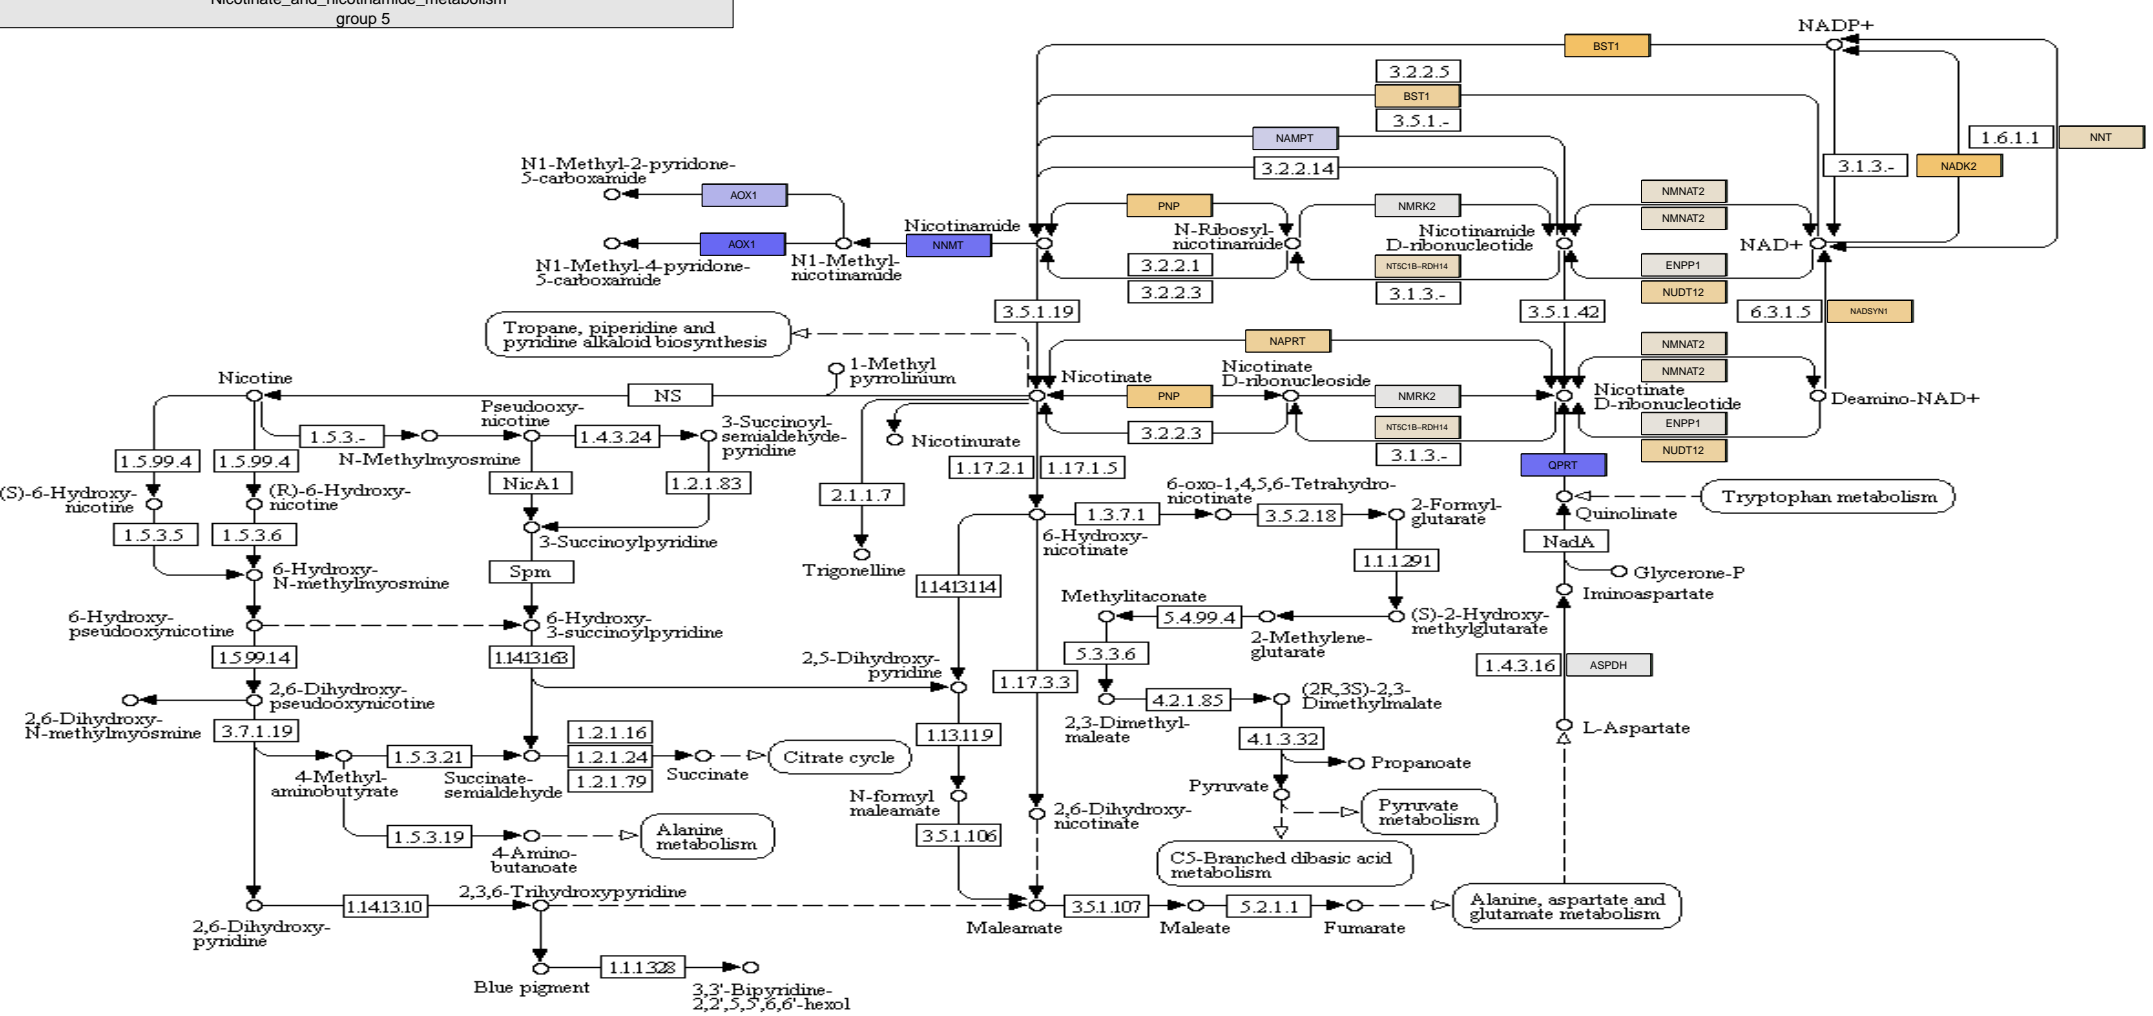 Nicotinate_and_nicotinamide_metabolism
group 5
NADP+
BST1
3.2.2.5
BST1
3.5.1.-
NAMPT
3.2.2.14
1.6.1.1
NNT
3.1.3.-
NADK2
N1-Methyl-2-pyridone-
5-carboxamide
AOX1
AOX1
N1-Methyl-4-pyridone-
5-carboxamide
N1-Methyl-
nicotinamide
NNMT
Nicotinamide
PNP
N-Ribosyl-
nicotinamide
NMRK2
Nicotinamide
D-ribonucleotide
NMNAT2
NMNAT2
NAD+
3.2.2.1
3.2.2.3
NT5C1B-RDH14
3.1.3.-
ENPP1
NUDT12
3.5.1.19
3.5.1.42
6.3.1.5
NADSYN1
Tropane, piperidine and
pyridine alkaloid biosynthesis
NAPRT
NMNAT2
NMNAT2
1-Methyl
pyrrolinium
Nicotine
NS
Nicotinate
Nicotinate
D-ribonucleoside
PNP
NMRK2
Nicotinate
D-ribonucleotide
Deamino-NAD+
3.2.2.3
NT5C1B-RDH14
3.1.3.-
ENPP1
NUDT12
Pseudooxy-
nicotine
1.5.3.-
1.4.3.24
3-Succinoyl-
semialdehyde-
pyridine
Nicotinurate
N-Methylmyosmine
1.5.99.4
1.5.99.4
1.17.2.1
1.17.1.5
QPRT
(S)-6-Hydroxy-
nicotine
(R)-6-Hydroxy-
nicotine
NicA1
1.2.1.83
2.1.1.7
6-oxo-1,4,5,6-Tetrahydro-
nicotinate
Tryptophan metabolism
Quinolinate
1.3.7.1
3.5.2.18
2-Formyl-
glutarate
1.5.3.5
1.5.3.6
3-Succinoylpyridine
6-Hydroxy-
nicotinate
NadA
1.1.1.291
6-Hydroxy-
N-methylmyosmine
Spm
Trigonelline
Glycerone-P
Iminoaspartate
1.14.13.114
Methylitaconate
5.4.99.4
(S)-2-Hydroxy-
methylglutarate
6-Hydroxy-
pseudooxynicotine
6-Hydroxy-
3-succinoylpyridine
2-Methylene-
glutarate
1.5.99.14
1.14.13.163
2,5-Dihydroxy-
pyridine
5.3.3.6
1.4.3.16
ASPDH
1.17.3.3
2,6-Dihydroxy-
pseudooxynicotine
2,6-Dihydroxy-
N-methylmyosmine
4.2.1.85
(2R,3S)-2,3-
Dimethylmalate
2,3-Dimethyl-
maleate
L-Aspartate
3.7.1.19
1.2.1.16
1.2.1.24
1.2.1.79
1.13.11.9
4.1.3.32
1.5.3.21
Succinate
Citrate cycle
Propanoate
4-Methyl-
aminobutyrate
Succinate-
semialdehyde
N-formyl
maleamate
Pyruvate
2,6-Dihydroxy-
nicotinate
Pyruvate
metabolism
1.5.3.19
4-Amino-
butanoate
Alanine
metabolism
3.5.1.106
C5-Branched dibasic acid
metabolism
2,3,6-Trihydroxypyridine
1.14.13.10
2,6-Dihydroxy-
pyridine
Maleamate
3.5.1.107
Maleate
5.2.1.1
Fumarate
Alanine, aspartate and
glutamate metabolism
Blue pigment
1.1.1.328
3,3'-Bipyridine-
2,2',5,5',6,6'-hexol